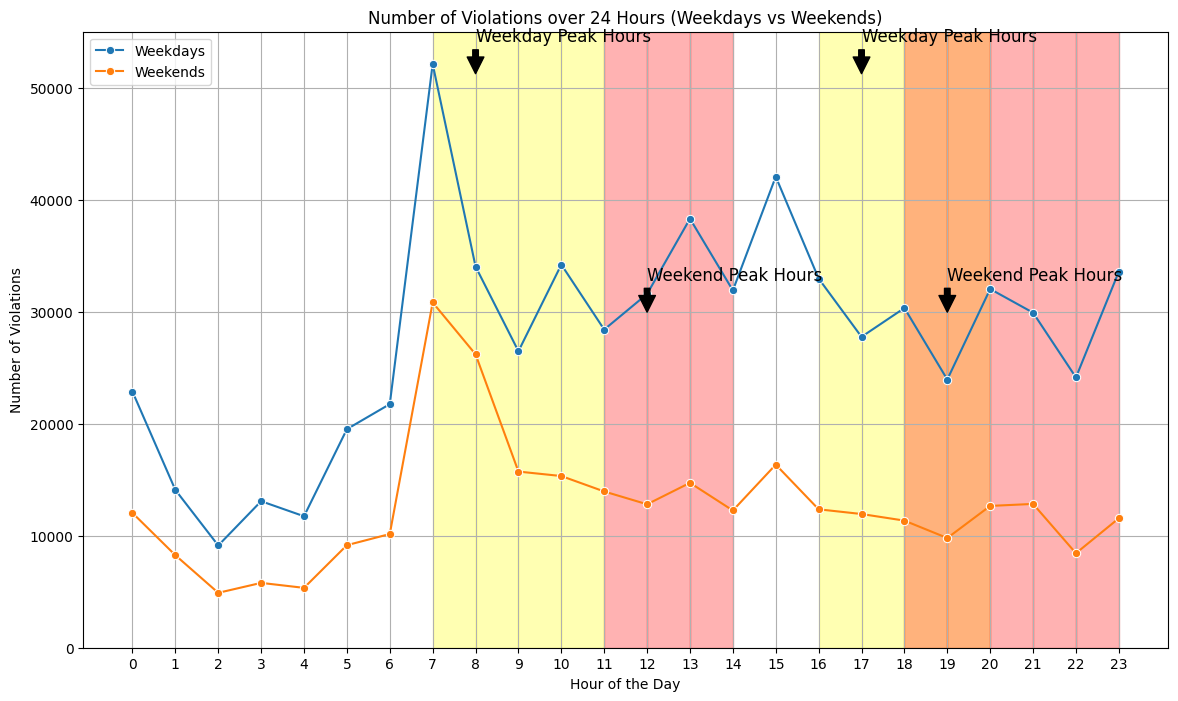 Number of Violations over 24 Hours (Weekdays vs Weekends)
Weekday Peak Hours
Weekday Peak Hours
Weekdays
Weekends
Weekend Peak Hours
Weekend Peak Hours
Number of Violations
50000
40000
30000
20000
10000
0
0 1 2 3 4 5 6 7 8 9 10 11 12 13 14 15 16 17 18 19 20 21 22 23
Hour of the Day